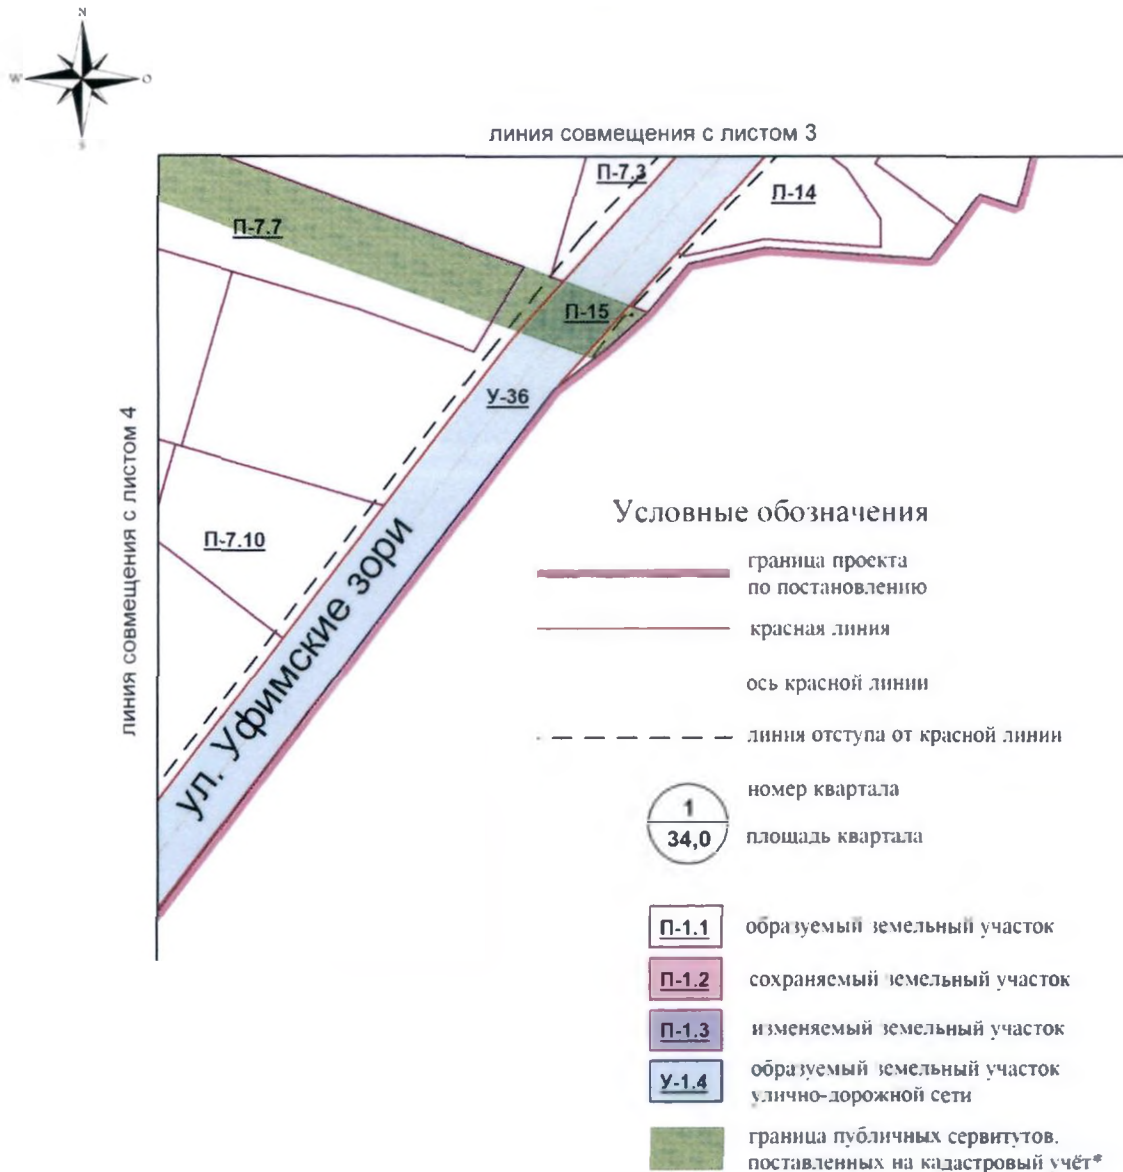 N
W
O
S
линия совмещения с листом 3
П-7.3
П-14
П-7.7
П-15
У-36
линия совмещения с листом 4
П-7.10
ул. Уфимские зори
Условные обозначения
граница проекта
по постановлению
красная линия
ось красной линии
линия отступа от красной линии
1
номер квартала
34,0
площадь квартала
П-1.1
образуемый земельный участок
П-1.2
сохраняемый земельный участок
П-1.3
изменяемый земельный участок
У-1.4
образуемый земельный участок
улично-дорожной сети
граница публичных сервитутов,
поставленных на кадастровый учёт*